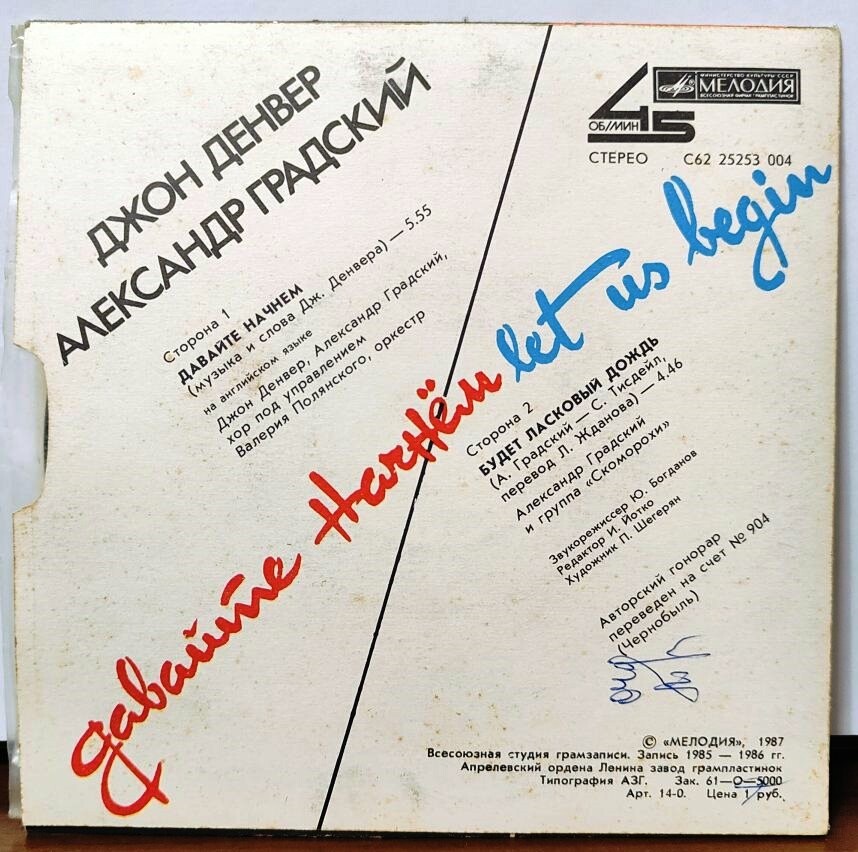 ДЖОН ДЕНВЕР
АЛЕКСАНДР ГРАДСКИЙ
Сторона 1
ДАВАЙТЕ НАЧНЕМ
(музыка и слова Дж. Денвера) — 5.55
на английском языке
Джон Денвер, Александр Градский,
хор под управлением
Валерия Полянского, оркестр
45
ОБ/МИН
МИНИСТЕРСТВО КУЛЬТУРЫ СССР
МЕЛОДИЯ
ВСЕСОЮЗНАЯ ФИРМА ГРАМПЛАСТИНОК
СТЕРЕО С62 25253 004
давайте начнём let us begin
Сторона 2
БУДЕТ ЛАСКОВЫЙ ДОЖДЬ
(А. Градский — С. Тисдейл,
перевод Л. Жданова) — 4.46
Александр Градский
и группа «Скоморохи»
Звукорежиссер Ю. Богданов
Редактор И. Йотко
Художник П. Шегерян
Авторский гонорар
переведен на счет № 904
(Чернобыль)
© «МЕЛОДИЯ», 1987
Всесоюзная студия грамзаписи. Запись 1985 — 1986 гг.
Апрелевский ордена Ленина завод грампластинок
Типография АЗГ. Зак. 61—О—5000
Арт. 14-0. Цена 1 руб.